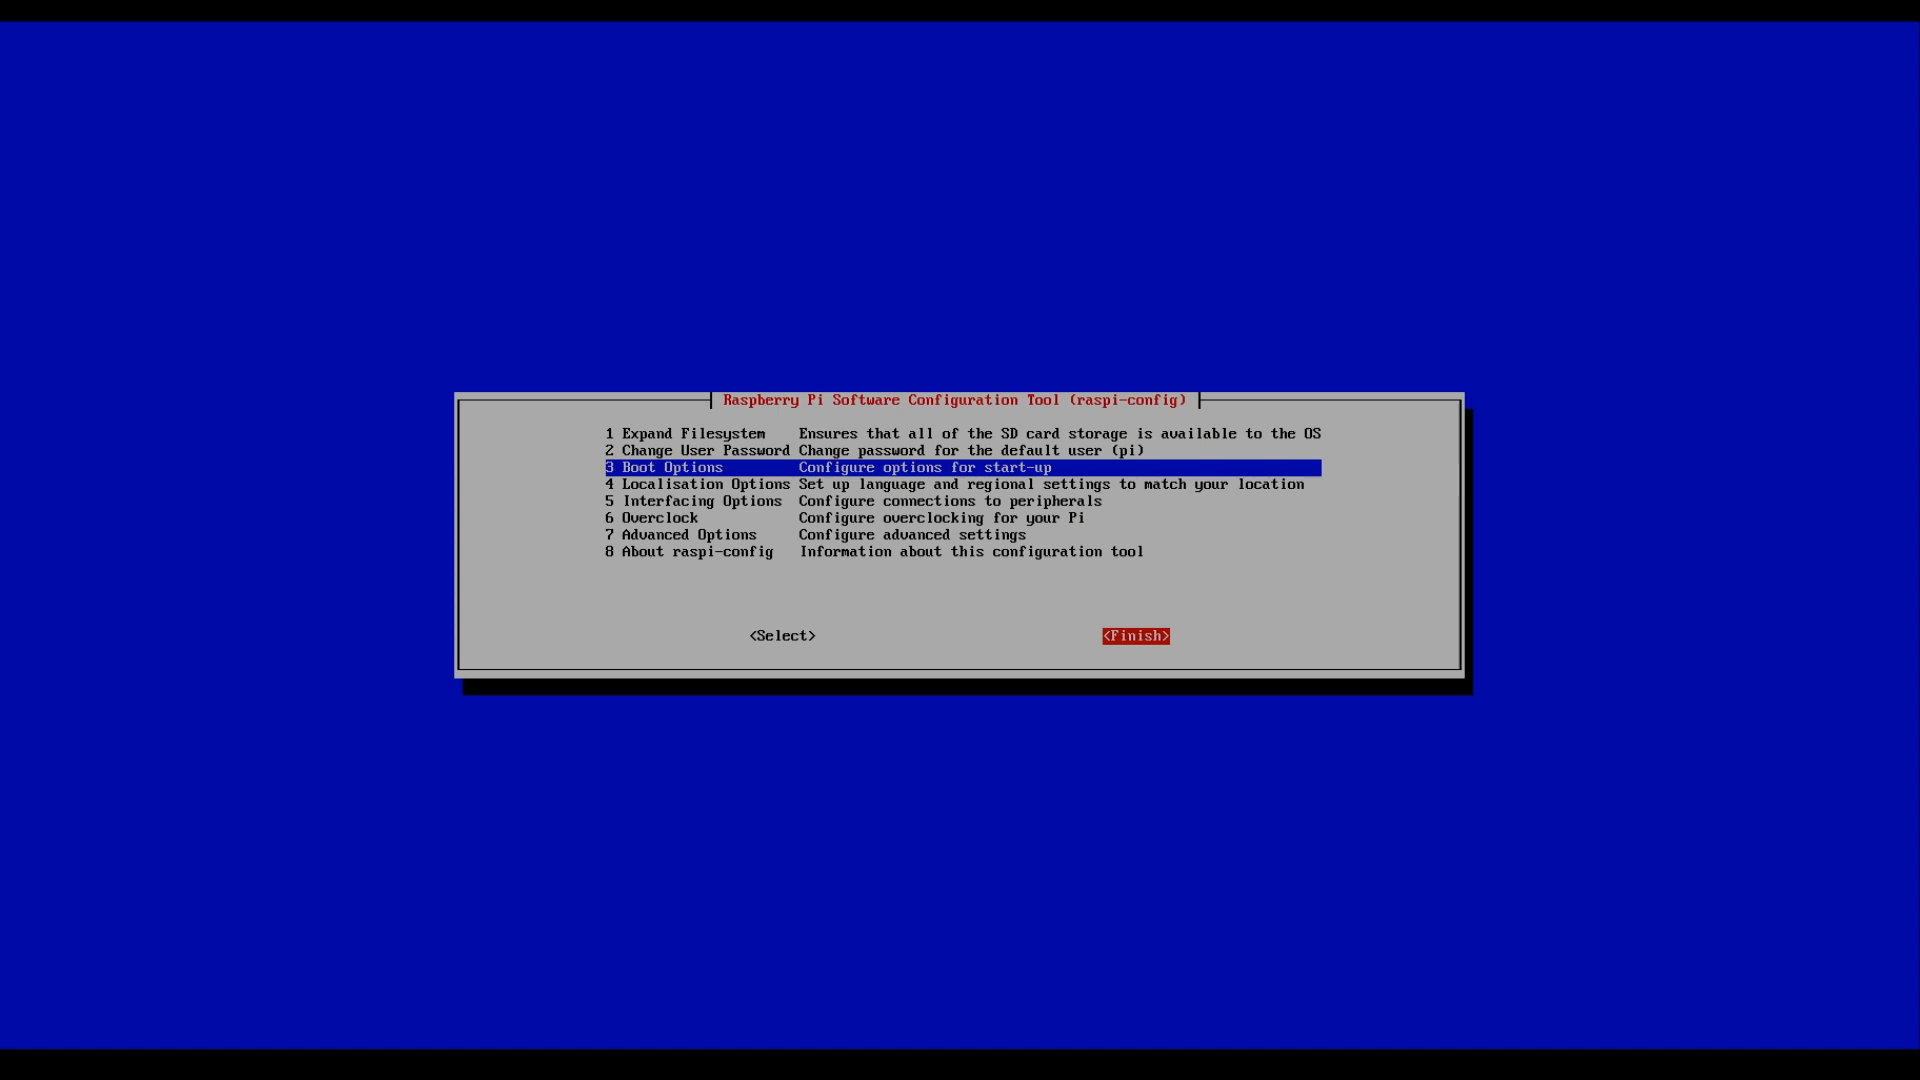 Raspberry Pi Software Configuration Tool (raspi-config)
1 Expand Filesystem Ensures that all of the SD card storage is available to the OS
2 Change User Password Change password for the default user (pi)
3 Boot Options Configure options for start-up
4 Localisation Options Set up language and regional settings to match your location
5 Interfacing Options Configure connections to peripherals
6 Overclock Configure overclocking for your Pi
7 Advanced Options Configure advanced settings
8 About raspi-config Information about this configuration tool
<Select> <Finish>